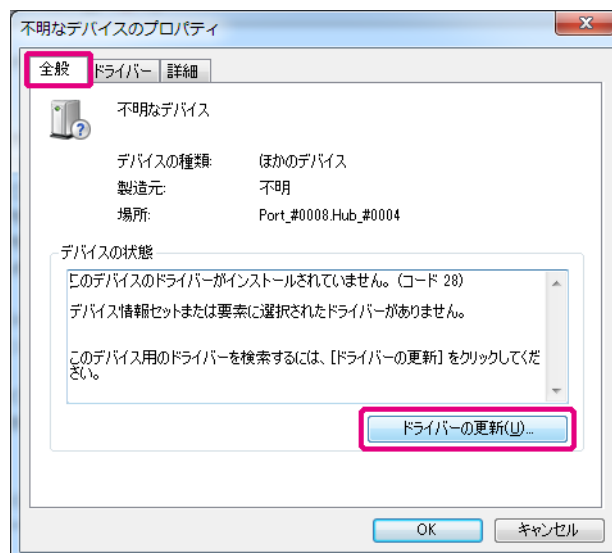 不明なデバイスのプロパティ
全般 ドライバー 詳細
不明なデバイス
デバイスの種類: ほかのデバイス
製造元: 不明
場所: Port_#0008.Hub_#0004
デバイスの状態
このデバイスのドライバーがインストールされていません。(コード 28)
デバイス情報セットまたは要素に選択されたドライバーがありません。
このデバイス用のドライバーを検索するには、[ドライバーの更新] をクリックしてくだ
さい。
ドライバーの更新(U)...
OK キャンセル